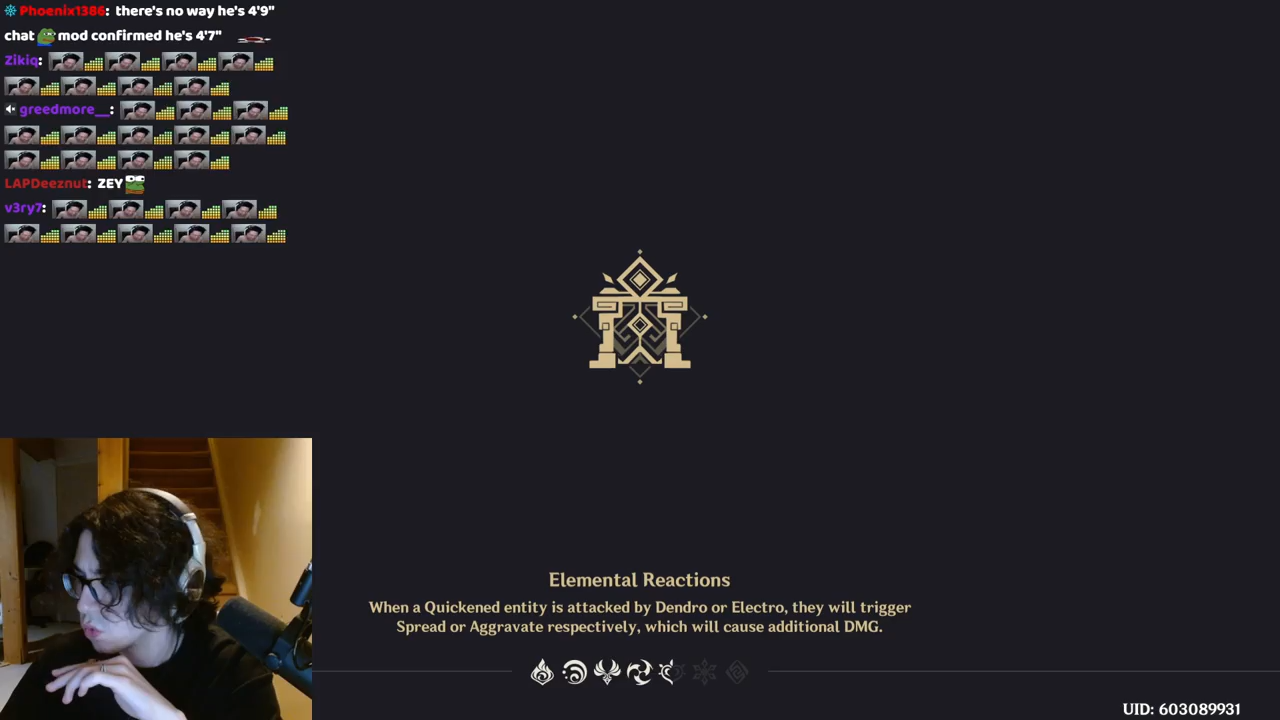 Phoenix1386: there's no way he's 4'9"
chat mod confirmed he's 4'7"
Zikiq:
greedmore__:
LAPDeeznut: ZEY
v3ry7:
Elemental Reactions
When a Quickened entity is attacked by Dendro or Electro, they will trigger
Spread or Aggravate respectively, which will cause additional DMG.
UID: 603089931